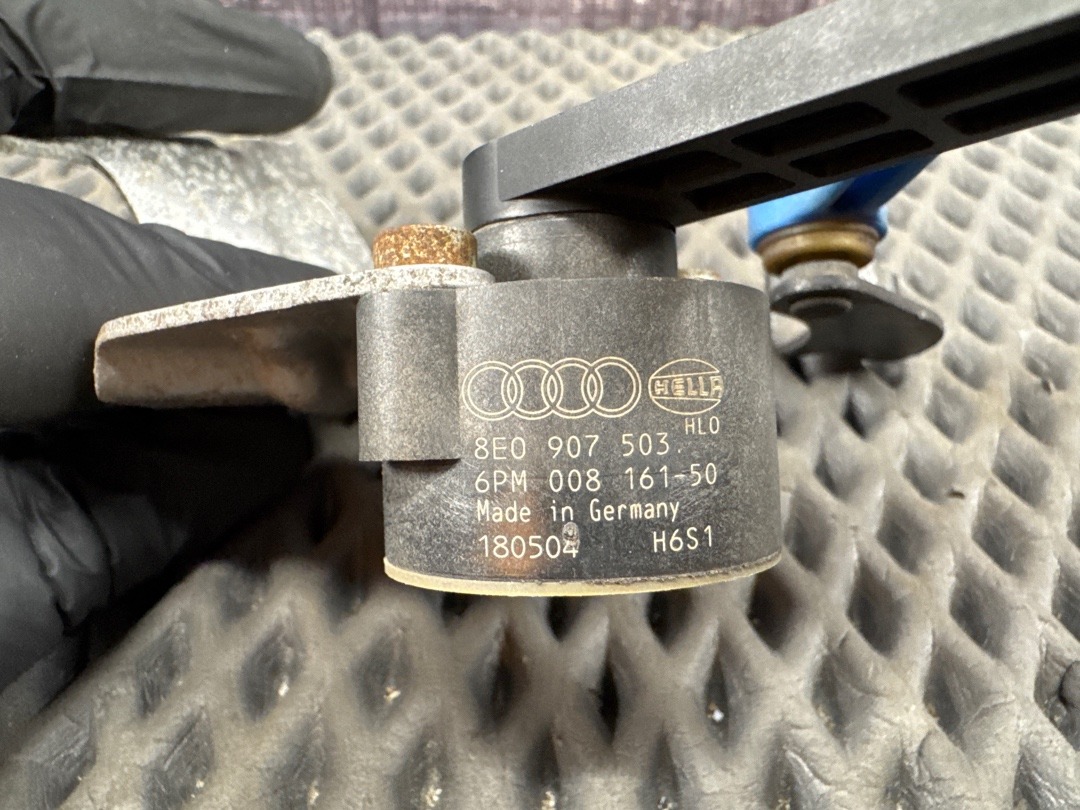 HELLA
HLO
8E0 907 503
6PM 008 161-50
Made in Germany
180504 H6S1